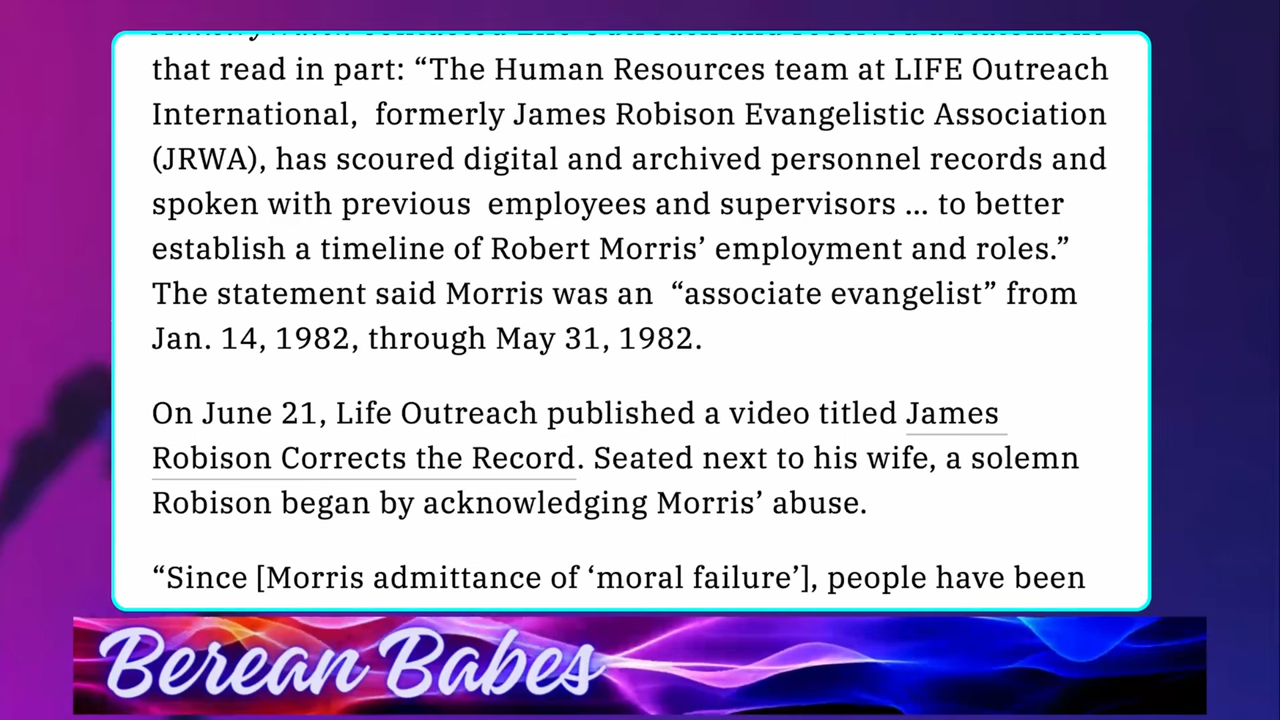 that read in part: “The Human Resources team at LIFE Outreach
International,  formerly James Robison Evangelistic Association
(JRWA), has scoured digital and archived personnel records and
spoken with previous  employees and supervisors … to better
establish a timeline of Robert Morris’ employment and roles.”
The statement said Morris was an  “associate evangelist” from
Jan. 14, 1982, through May 31, 1982.
On June 21, Life Outreach published a video titled James
Robison Corrects the Record. Seated next to his wife, a solemn
Robison began by acknowledging Morris’ abuse.
“Since [Morris admittance of ‘moral failure’], people have been
Berean Babes